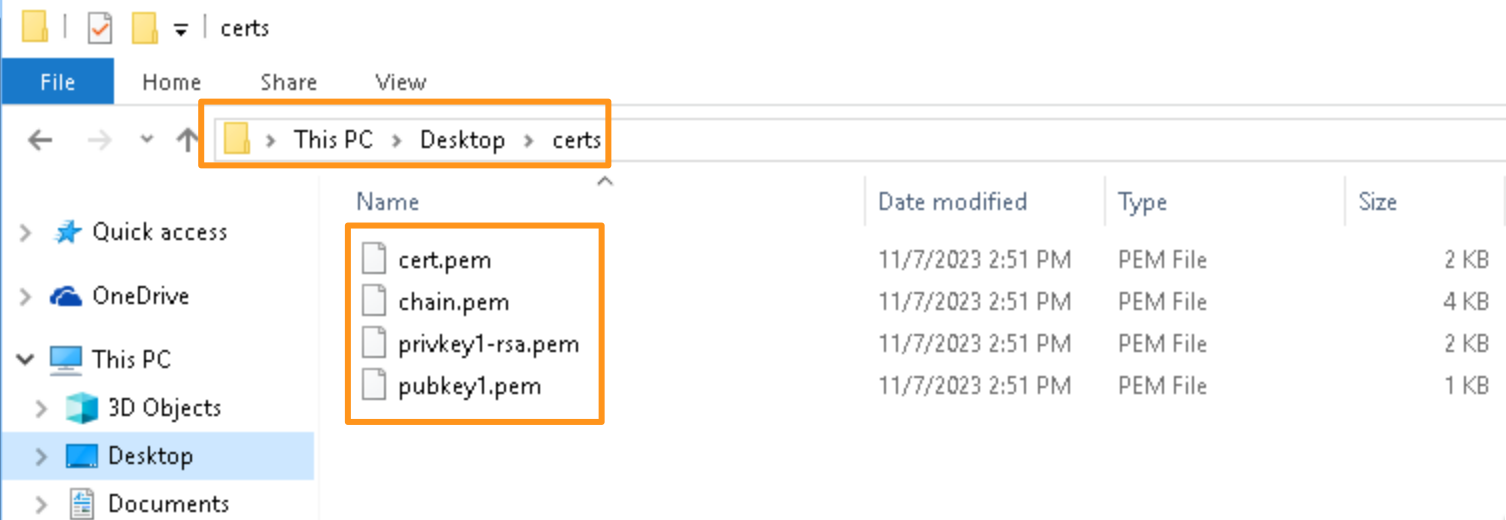 certs
File Home Share View
This PC Desktop certs
Name Date modified Type Size
Quick access
cert.pem 11/7/2023 2:51 PM PEM File 2 KB
OneDrive
chain.pem 11/7/2023 2:51 PM PEM File 4 KB
privkey1-rsa.pem 11/7/2023 2:51 PM PEM File 2 KB
This PC
pubkey1.pem 11/7/2023 2:51 PM PEM File 1 KB
3D Objects
Desktop
Documents